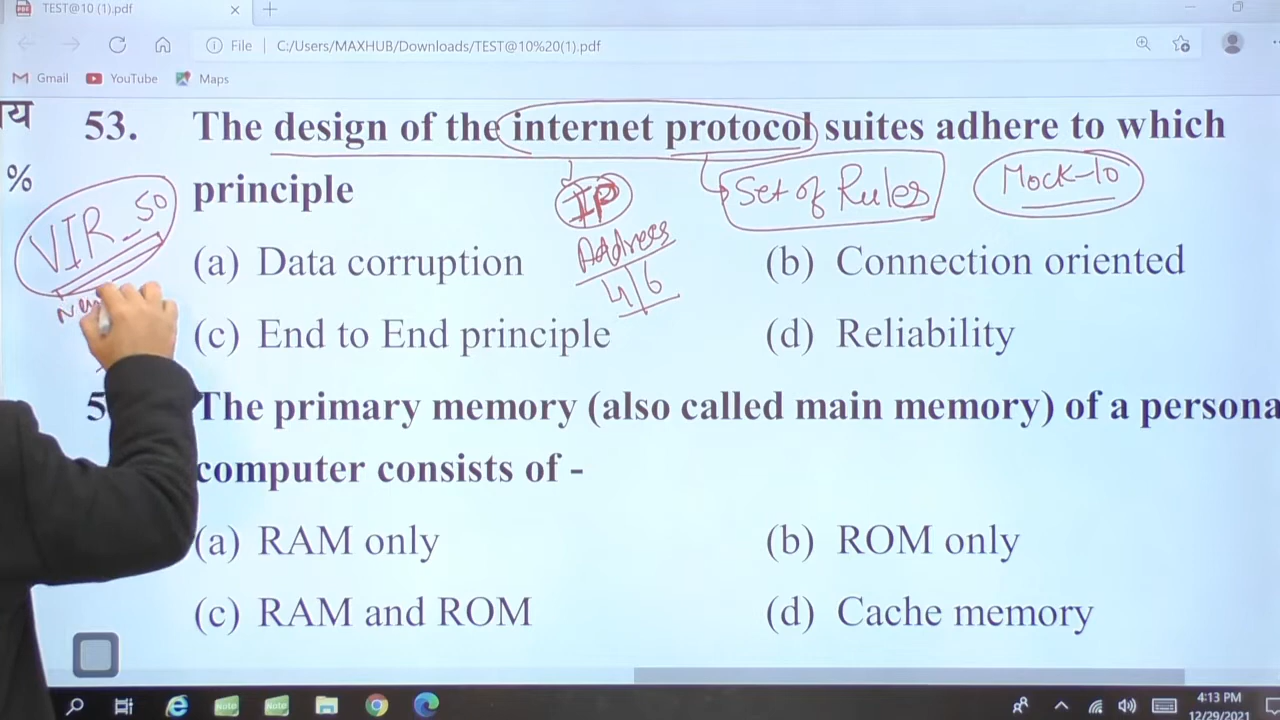 TEST@10 (1).pdf
File | C:/Users/MAXHUB/Downloads/TEST@10%20(1).pdf
Gmail YouTube Maps
य
%
53. The design of the internet protocol suites adhere to which
principle
IP
Set of Rules
Mock-10
VIR_50
Address
4/6
(a) Data corruption (b) Connection oriented
(c) End to End principle (d) Reliability
The primary memory (also called main memory) of a persona
computer consists of -
(a) RAM only (b) ROM only
(c) RAM and ROM (d) Cache memory
4:13 PM
12/29/2021